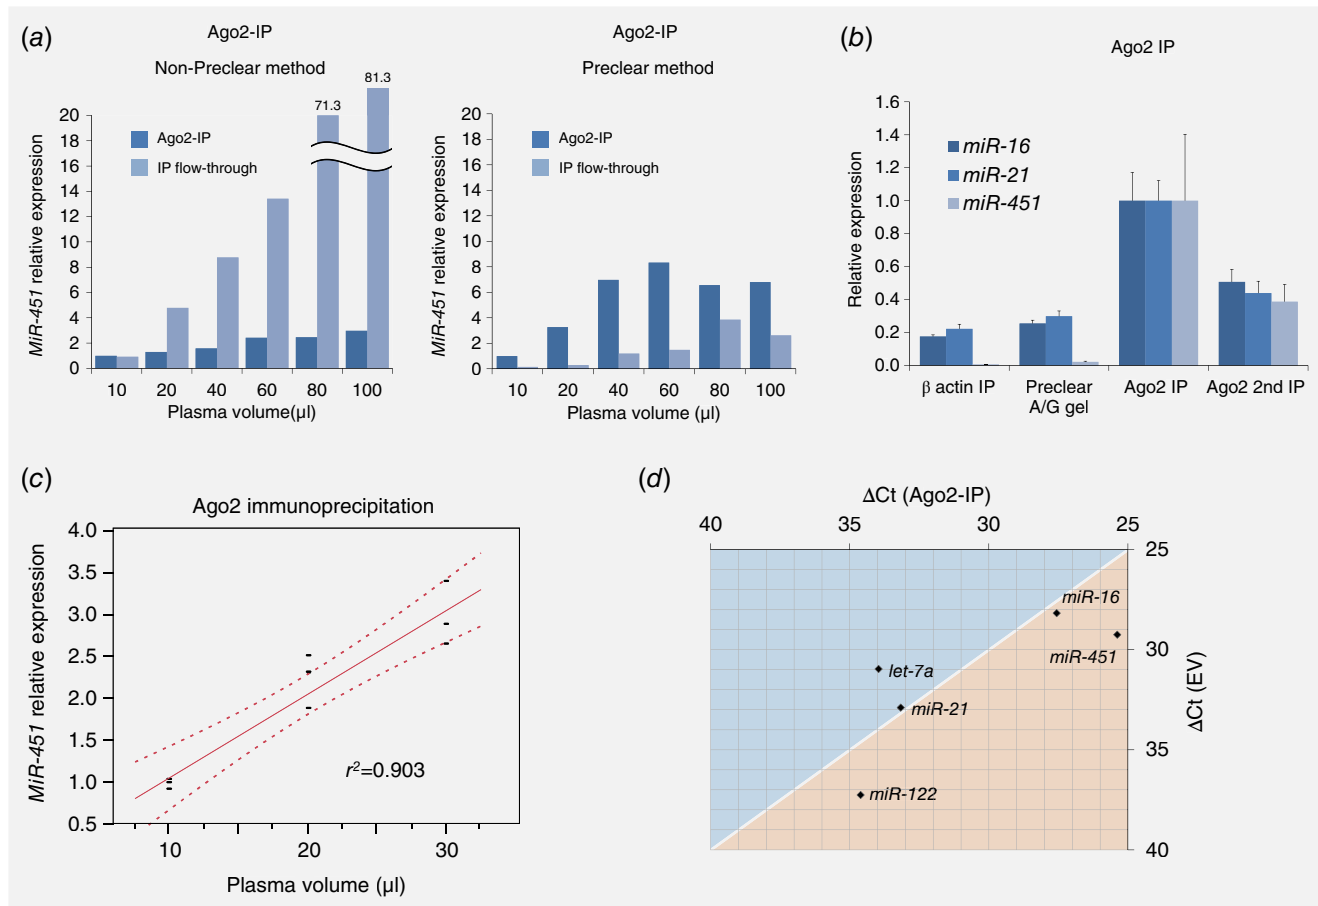 (a)
Ago2-IP
Non-Preclear method
MiR-451 relative expression
20
16
14
12
10
8
6
4
2
0
71.3
81.3
Ago2-IP
IP flow-through
10 20 40 60 80 100
Plasma volume(µl)
Ago2-IP
Preclear method
MiR-451 relative expression
20
16
14
12
10
8
6
4
2
0
Ago2-IP
IP flow-through
10 20 40 60 80 100
Plasma volume (µl)
(b)
Ago2 IP
Relative expression
1.6
1.4
1.2
1.0
0.8
0.6
0.4
0.2
0.0
miR-16
miR-21
miR-451
β actin IP
Preclear
A/G gel
Ago2 IP
Ago2 2nd IP
(c)
Ago2 immunoprecipitation
MiR-451 relative expression
4.0
3.5
3.0
2.5
2.0
1.5
1.0
0.5
r²=0.903
10 20 30
Plasma volume (µl)
(d)
ΔCt (Ago2-IP)
40 35 30 25
25
30
35
40
ΔCt (EV)
miR-16
miR-451
let-7a
miR-21
miR-122